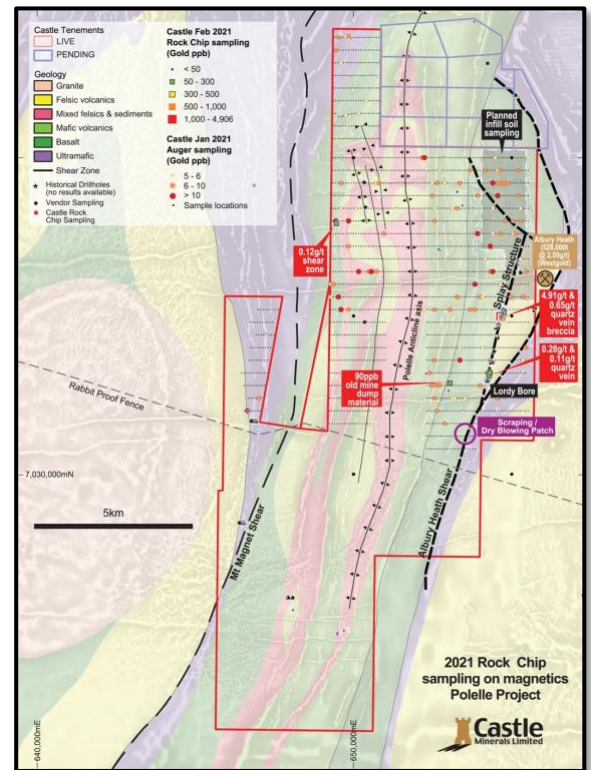 Castle Tenements
LIVE
PENDING
Geology
Granite
Felsic volcanics
Mixed felsics & sediments
Mafic volcanics
Basalt
Ultramafic
Shear Zone
Historical Drillholes
(no results available)
Vendor Sampling
Castle Rock
Chip Sampling
Castle Feb 2021
Rock Chip sampling
(Gold ppb)
< 50
50 - 300
300 - 500
500 - 1,000
1,000 - 4,906
Castle Jan 2021
Auger sampling
(Gold ppb)
5 - 6
6 - 10
> 10
Sample locations
Planned
infill soil
sampling
Albury Heath
(528,000t
@ 2.09g/t)
(Westgold)
Splay Structure
0.12g/t
shear
zone
4.91g/t &
0.65g/t
quartz
vein
breccia
Polelle Anticline axis
0.28g/t &
0.11g/t
quartz
vein
90ppb
old mine
dump
material
Lordy Bore
Rabbit Proof Fence
Scraping /
Dry Blowing Patch
7,030,000mN
5km
Mt Magnet Shear
Albury Heath Shear
2021 Rock Chip
sampling on magnetics
Polelle Project
Castle
Minerals Limited
640,000mE
650,000mE